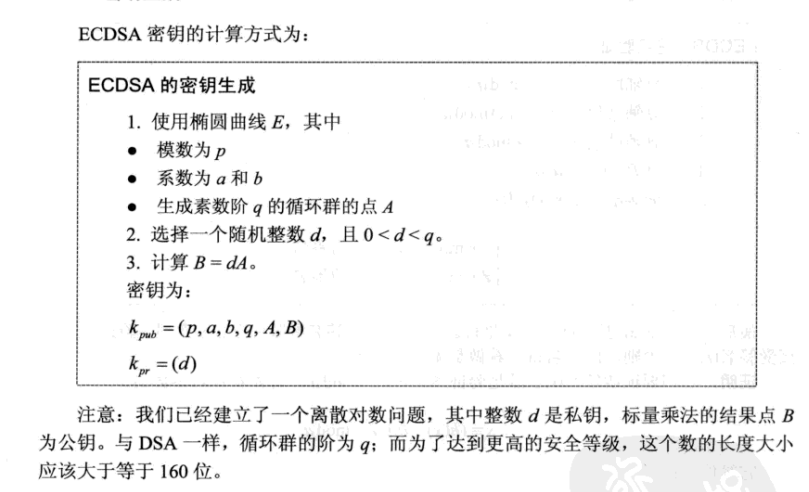 ECDSA 密钥的计算方式为：
ECDSA 的密钥生成
1. 使用椭圆曲线 E，其中
● 模数为 p
● 系数为 a 和 b
● 生成素数阶 q 的循环群的点 A
2. 选择一个随机整数 d，且 0 < d < q。
3. 计算 B = dA。
密钥为：
k_pub = (p, a, b, q, A, B)
k_pr = (d)
注意：我们已经建立了一个离散对数问题，其中整数 d 是私钥，标量乘法的结果点 B
为公钥。与 DSA 一样，循环群的阶为 q；而为了达到更高的安全等级，这个数的长度大小
应该大于等于 160 位。